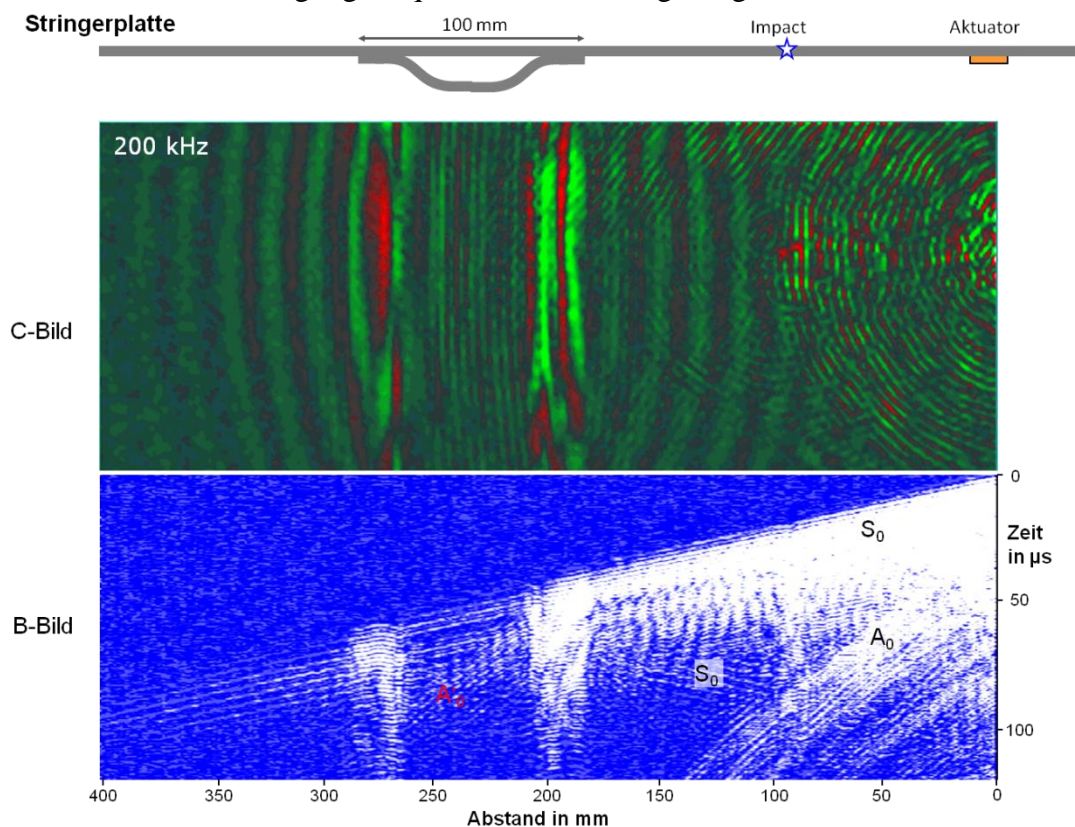 Stringerplatte
100 mm
Impact
Aktuator
200 kHz
C-Bild
B-Bild
S0
A0
S0
A0
0
50
100
Zeit
in µs
400 350 300 250 200 150 100 50 0
Abstand in mm